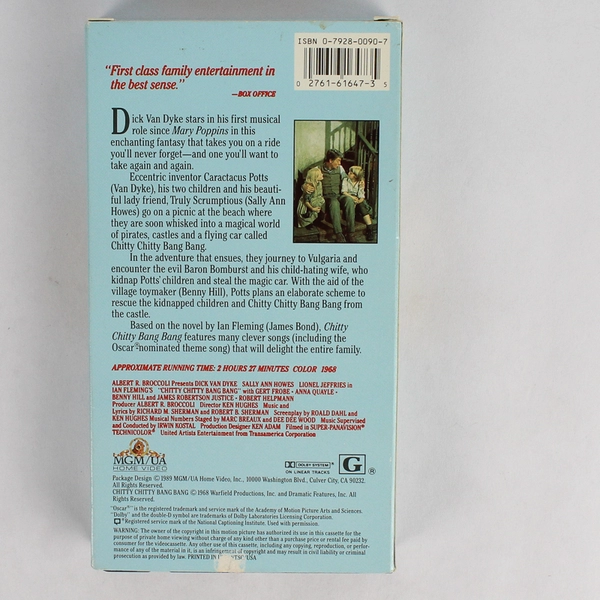 ISBN 0-7928-0090-7
0 2761-61647-3 5
"First class family entertainment in
the best sense."
—BOX OFFICE
Dick Van Dyke stars in his first musical
role since Mary Poppins in this
enchanting fantasy that takes you on a ride
you'll never forget—and one you'll want to
take again and again.
Eccentric inventor Caractacus Potts
(Van Dyke), his two children and his beauti-
ful lady friend, Truly Scrumptious (Sally Ann
Howes) go on a picnic at the beach where
they are soon whisked into a magical world
of pirates, castles and a flying car called
Chitty Chitty Bang Bang.
In the adventure that ensues, they journey to Vulgaria and
encounter the evil Baron Bomburst and his child-hating wife, who
kidnap Potts' children and steal the magic car. With the aid of the
village toymaker (Benny Hill), Potts plans an elaborate scheme to
rescue the kidnapped children and Chitty Chitty Bang Bang from
the castle.
Based on the novel by Ian Fleming (James Bond), Chitty
Chitty Bang Bang features many clever songs (including the
Oscar®-nominated theme song) that will delight the entire family.
APPROXIMATE RUNNING TIME: 2 HOURS 27 MINUTES COLOR 1968
ALBERT R. BROCCOLI Presents DICK VAN DYKE SALLY ANN HOWES LIONEL JEFFRIES in
IAN FLEMING'S "CHITTY CHITTY BANG BANG" with GERT FROBE • ANNA QUAYLE •
BENNY HILL and JAMES ROBERTSON JUSTICE • ROBERT HELPMANN
Producer ALBERT R. BROCCOLI Director KEN HUGHES Music and
Lyrics by RICHARD M. SHERMAN and ROBERT B. SHERMAN Screenplay by ROALD DAHL and
KEN HUGHES Musical Numbers Staged by MARC BREAUX and DEE DEE WOOD Music Supervised
and Conducted by IRWIN KOSTAL Production Designer KEN ADAM Filmed in SUPER-PANAVISION®
TECHNICOLOR® United Artists Entertainment from Transamerica Corporation
MGM/UA
HOME VIDEO
DOLBY SYSTEM®
ON LINEAR TRACKS
G ®
Package Design © 1989 MGM/UA Home Video, Inc., 10000 Washington Blvd., Culver City, CA 90232.
All Rights Reserved.
CHITTY CHITTY BANG BANG © 1968 Warfield Productions, Inc. and Dramatic Features, Inc. All
Rights Reserved.
"Oscar®" is the registered trademark and service mark of the Academy of Motion Picture Arts and Sciences.
"Dolby" and the double-D symbol are trademarks of Dolby Laboratories Licensing Corporation.
®Registered service mark of the National Captioning Institute. Used with permission.
WARNING: The owner of the copyright in this motion picture has authorized its use in this cassette for the
purpose of private home viewing without charge of any kind other than a purchase price or rental fee paid by
consumer for the videocassette. Any other use of this cassette, including any copying, reproduction, or perfor-
mance of any of the material in it, is an infringement of copyright and may result in civil liability or criminal
prosecution as provided by law. PRINTED IN USA